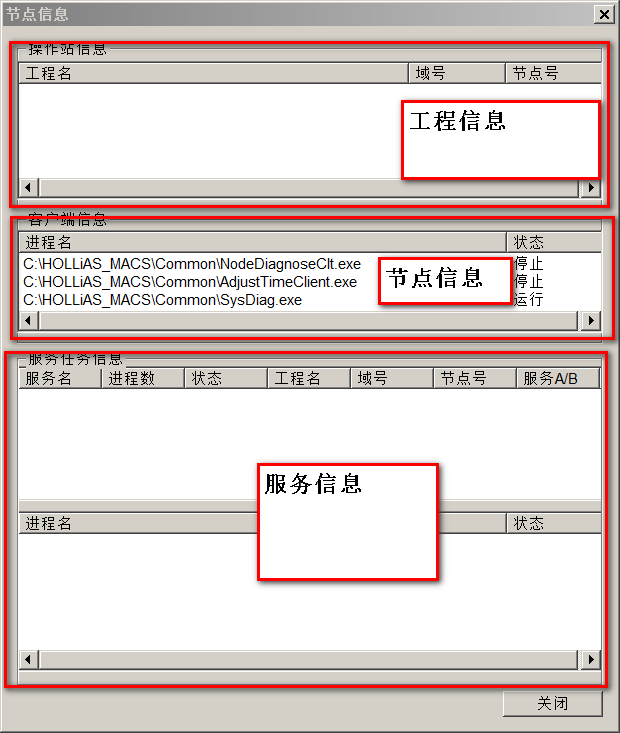 节点信息
操作站信息
工程名 域号 节点号
工程信息
客户端信息
进程名 状态
C:\HOLLiAS_MACS\Common\NodeDiagnoseClt.exe 停止
C:\HOLLiAS_MACS\Common\AdjustTimeClient.exe 停止
C:\HOLLiAS_MACS\Common\SysDiag.exe 运行
节点信息
服务任务信息
服务名 进程数 状态 工程名 域号 节点号 服务A/B
服务信息
进程名 状态
关闭